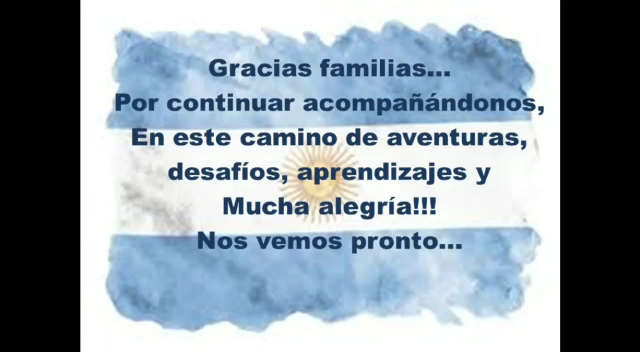 Gracias familias...
Por continuar acompañándonos,
En este camino de aventuras,
desafíos, aprendizajes y
Mucha alegría!!!
Nos vemos pronto...